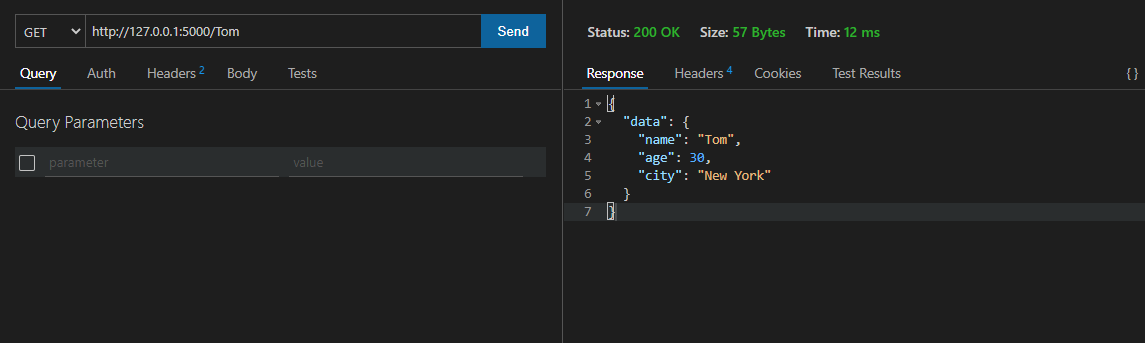 GET http://127.0.0.1:5000/Tom Send
Query Auth Headers 2 Body Tests
Query Parameters
parameter value
Status: 200 OK Size: 57 Bytes Time: 12 ms
Response Headers 4 Cookies Test Results {}
1 {
2 "data": {
3 "name": "Tom",
4 "age": 30,
5 "city": "New York"
6 }
7 }